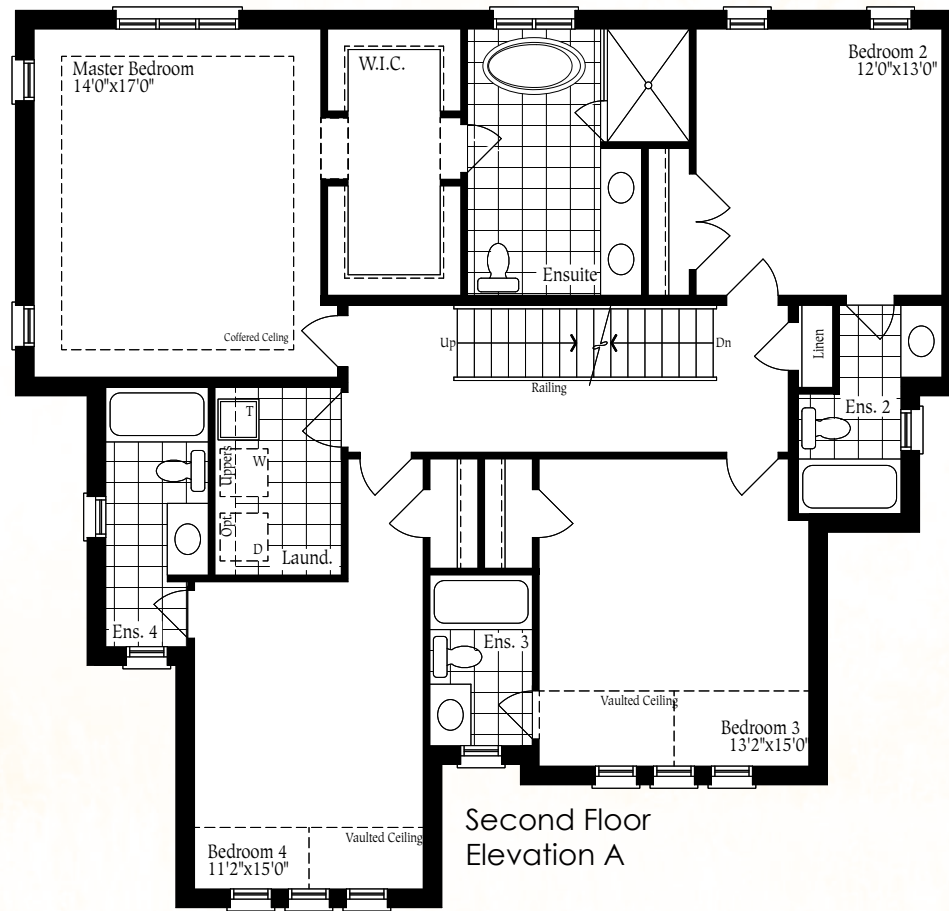 Master Bedroom
14'0"x17'0"
W.I.C.
Bedroom 2
12'0"x13'0"
Ensuite
Coffered Celing
Up
Dn
Railing
Linen
Ens. 2
T
Uppers
W
Opt.
D
Laund.
Ens. 4
Ens. 3
Vaulted Ceiling
Bedroom 3
13'2"x15'0"
Vaulted Ceiling
Bedroom 4
11'2"x15'0"
Second Floor
Elevation A